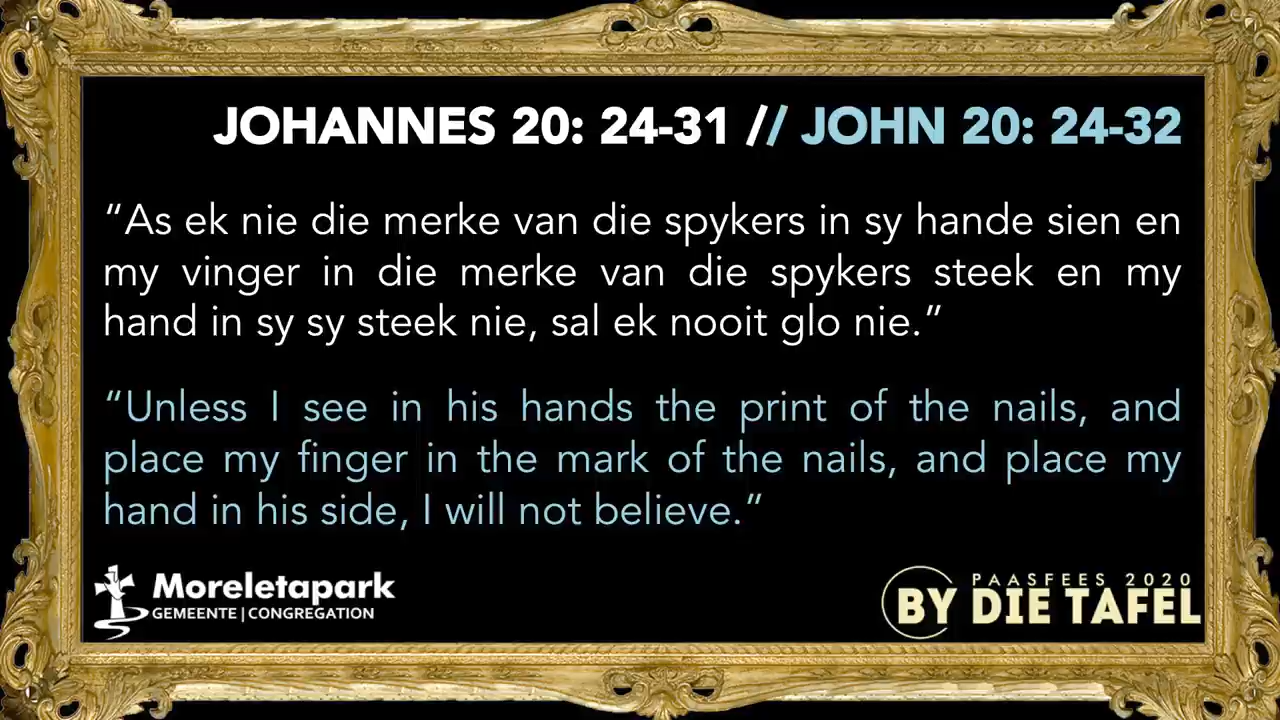 JOHANNES 20: 24-31 // JOHN 20: 24-32
“As ek nie die merke van die spykers in sy hande sien en
my vinger in die merke van die spykers steek en my
hand in sy sy steek nie, sal ek nooit glo nie.”
“Unless I see in his hands the print of the nails, and
place my finger in the mark of the nails, and place my
hand in his side, I will not believe.”
Moreletapark
GEMEENTE | CONGREGATION
PAASFEES 2020
BY DIE TAFEL